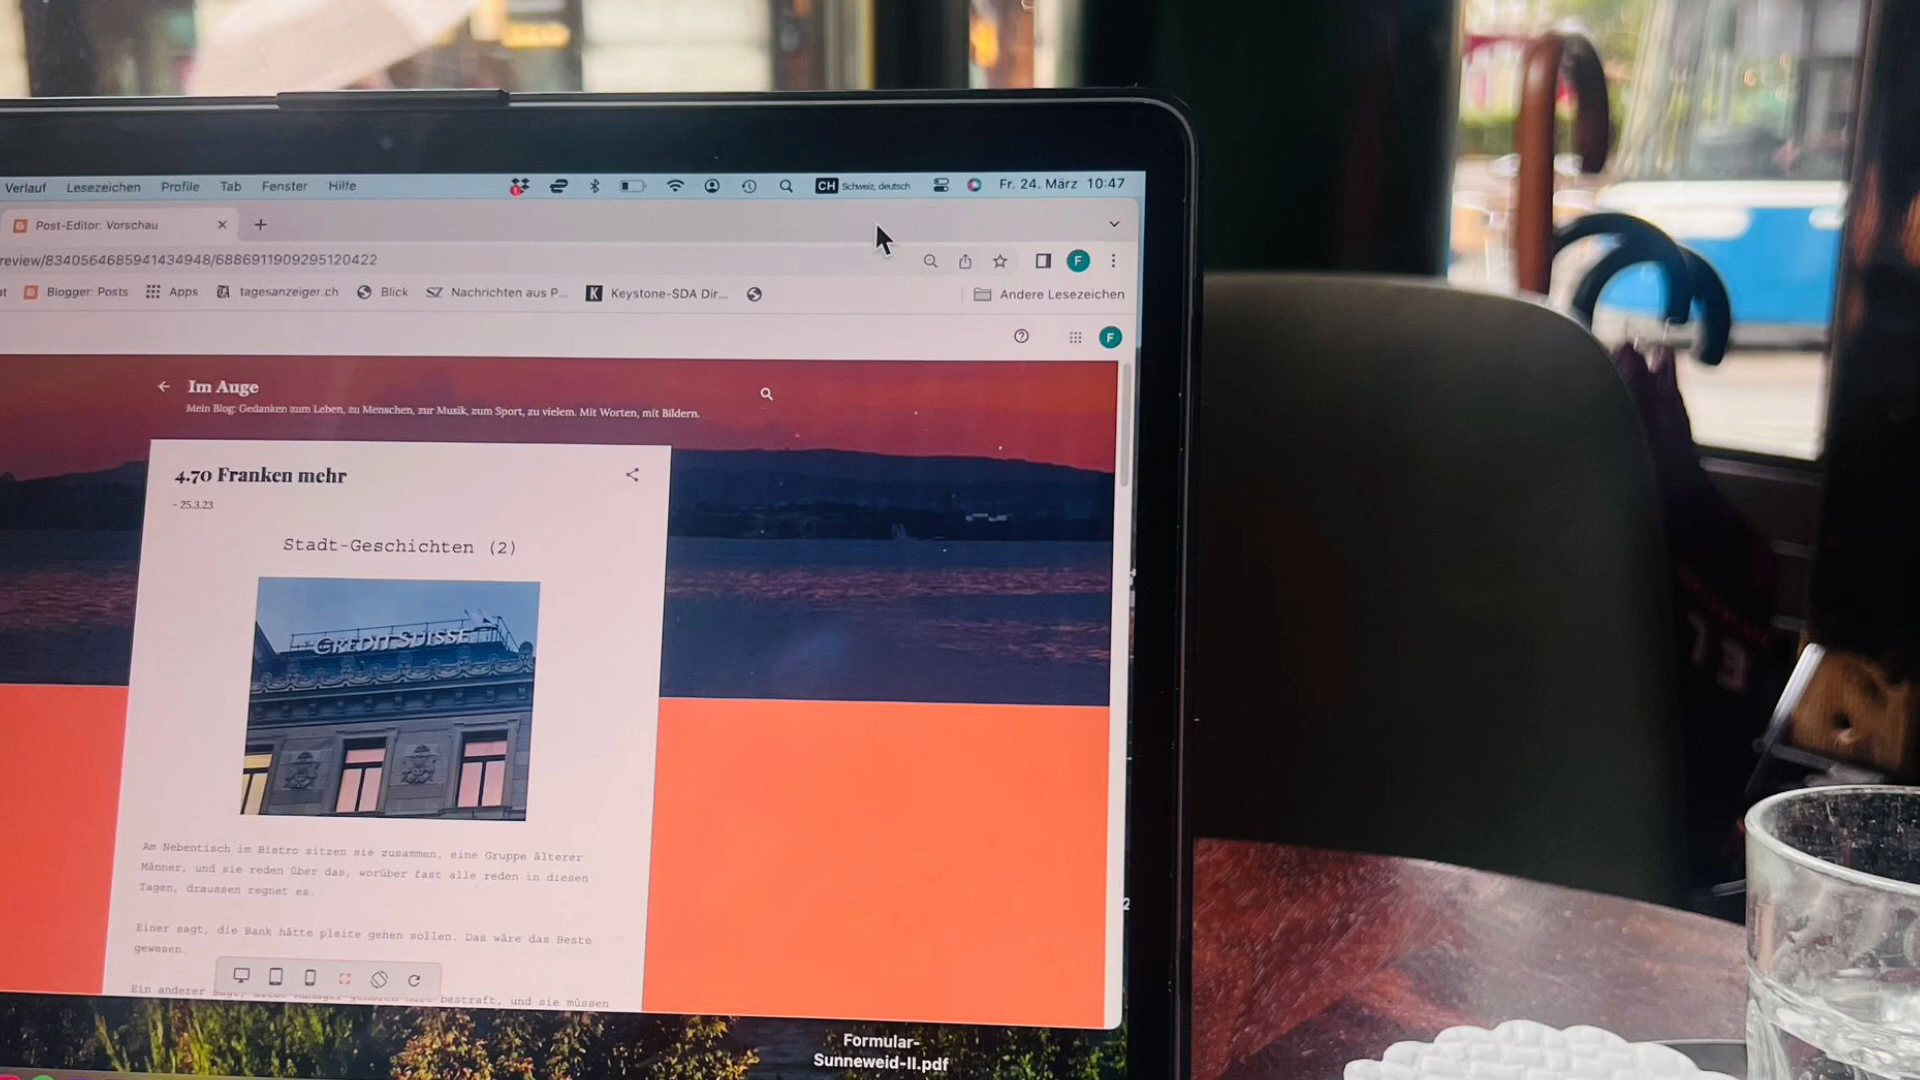 Verlauf Lesezeichen Profile Tab Fenster Hilfe CH Schweiz, deutsch Fr. 24. März 10:47
Post-Editor: Vorschau
review/8340564685941434948/6886911909295120422
Blogger: Posts Apps tagesanzeiger.ch Blick SZ Nachrichten aus P... K Keystone-SDA Dir... Andere Lesezeichen
F
F
Im Auge
Mein Blog: Gedanken zum Leben, zu Menschen, zur Musik, zum Sport, zu vielem. Mit Worten, mit Bildern.
4.70 Franken mehr
- 25.3.23
Stadt-Geschichten (2)
CREDIT SUISSE
Am Nebentisch im Bistro sitzen sie zusammen, eine Gruppe älterer
Männer, und sie reden über das, worüber fast alle reden in diesen
Tagen, draussen regnet es.
Einer sagt, die Bank hätte pleite gehen sollen. Das wäre das Beste
gewesen.
Ein anderer bestraft, und sie müssen
Formular-
Sunneweid-II.pdf
13